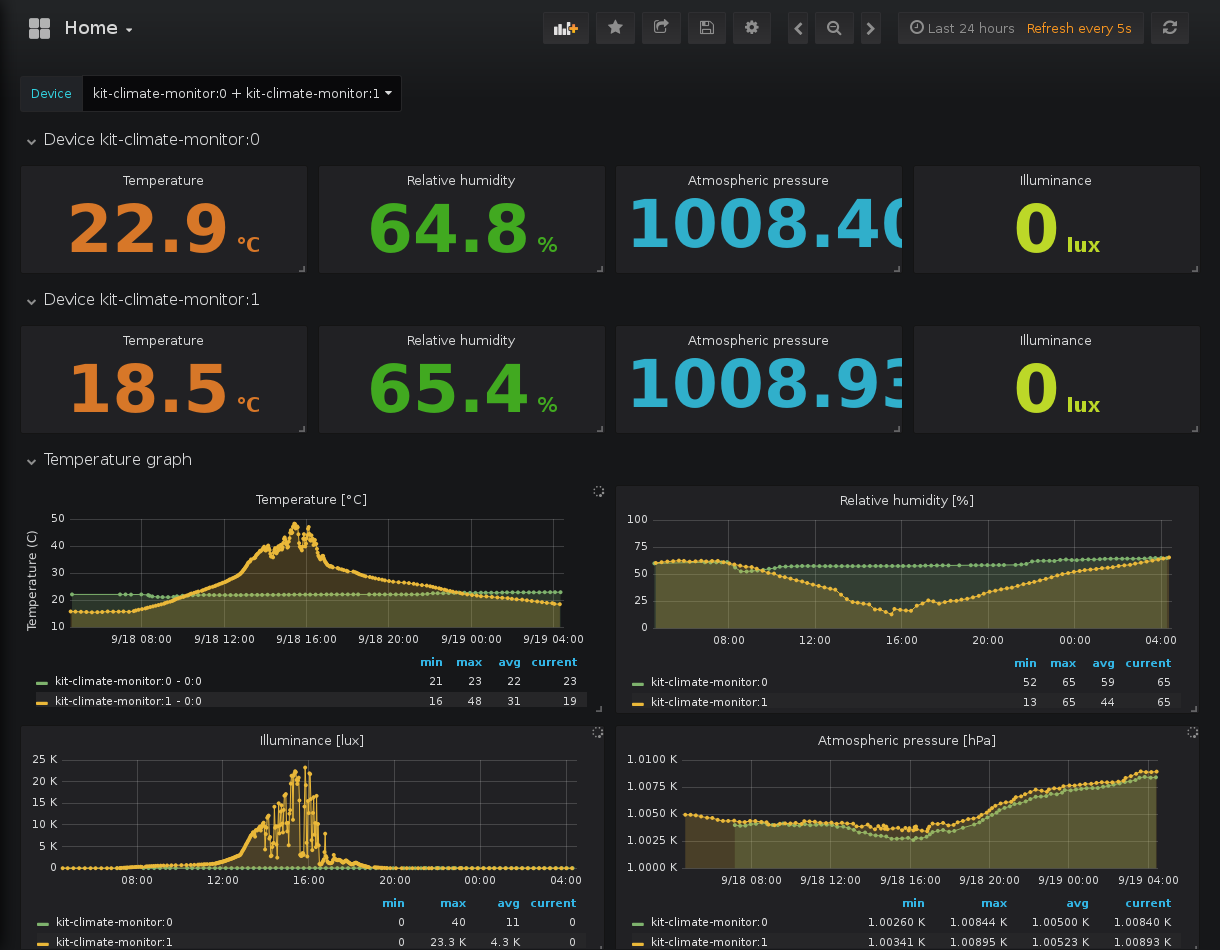 Home
Last 24 hours Refresh every 5s
Device kit-climate-monitor:0 + kit-climate-monitor:1
Device kit-climate-monitor:0
Temperature Relative humidity Atmospheric pressure Illuminance
22.9 °C 64.8 % 1008.40 0 lux
Device kit-climate-monitor:1
Temperature Relative humidity Atmospheric pressure Illuminance
18.5 °C 65.4 % 1008.93 0 lux
Temperature graph
Temperature [°C]
Temperature (C)
50
40
30
20
10
9/18 08:00 9/18 12:00 9/18 16:00 9/18 20:00 9/19 00:00 9/19 04:00
min max avg current
kit-climate-monitor:0 - 0:0 21 23 22 23
kit-climate-monitor:1 - 0:0 16 48 31 19
Relative humidity [%]
100
75
50
25
0
08:00 12:00 16:00 20:00 00:00 04:00
min max avg current
kit-climate-monitor:0 52 65 59 65
kit-climate-monitor:1 13 65 44 65
Illuminance [lux]
25 K
20 K
15 K
10 K
5 K
0
08:00 12:00 16:00 20:00 00:00 04:00
min max avg current
kit-climate-monitor:0 0 40 11 0
kit-climate-monitor:1 0 23.3 K 4.3 K 0
Atmospheric pressure [hPa]
1.0100 K
1.0075 K
1.0050 K
1.0025 K
1.0000 K
9/18 08:00 9/18 12:00 9/18 16:00 9/18 20:00 9/19 00:00 9/19 04:00
min max avg current
kit-climate-monitor:0 1.00260 K 1.00844 K 1.00500 K 1.00840 K
kit-climate-monitor:1 1.00341 K 1.00895 K 1.00523 K 1.00893 K